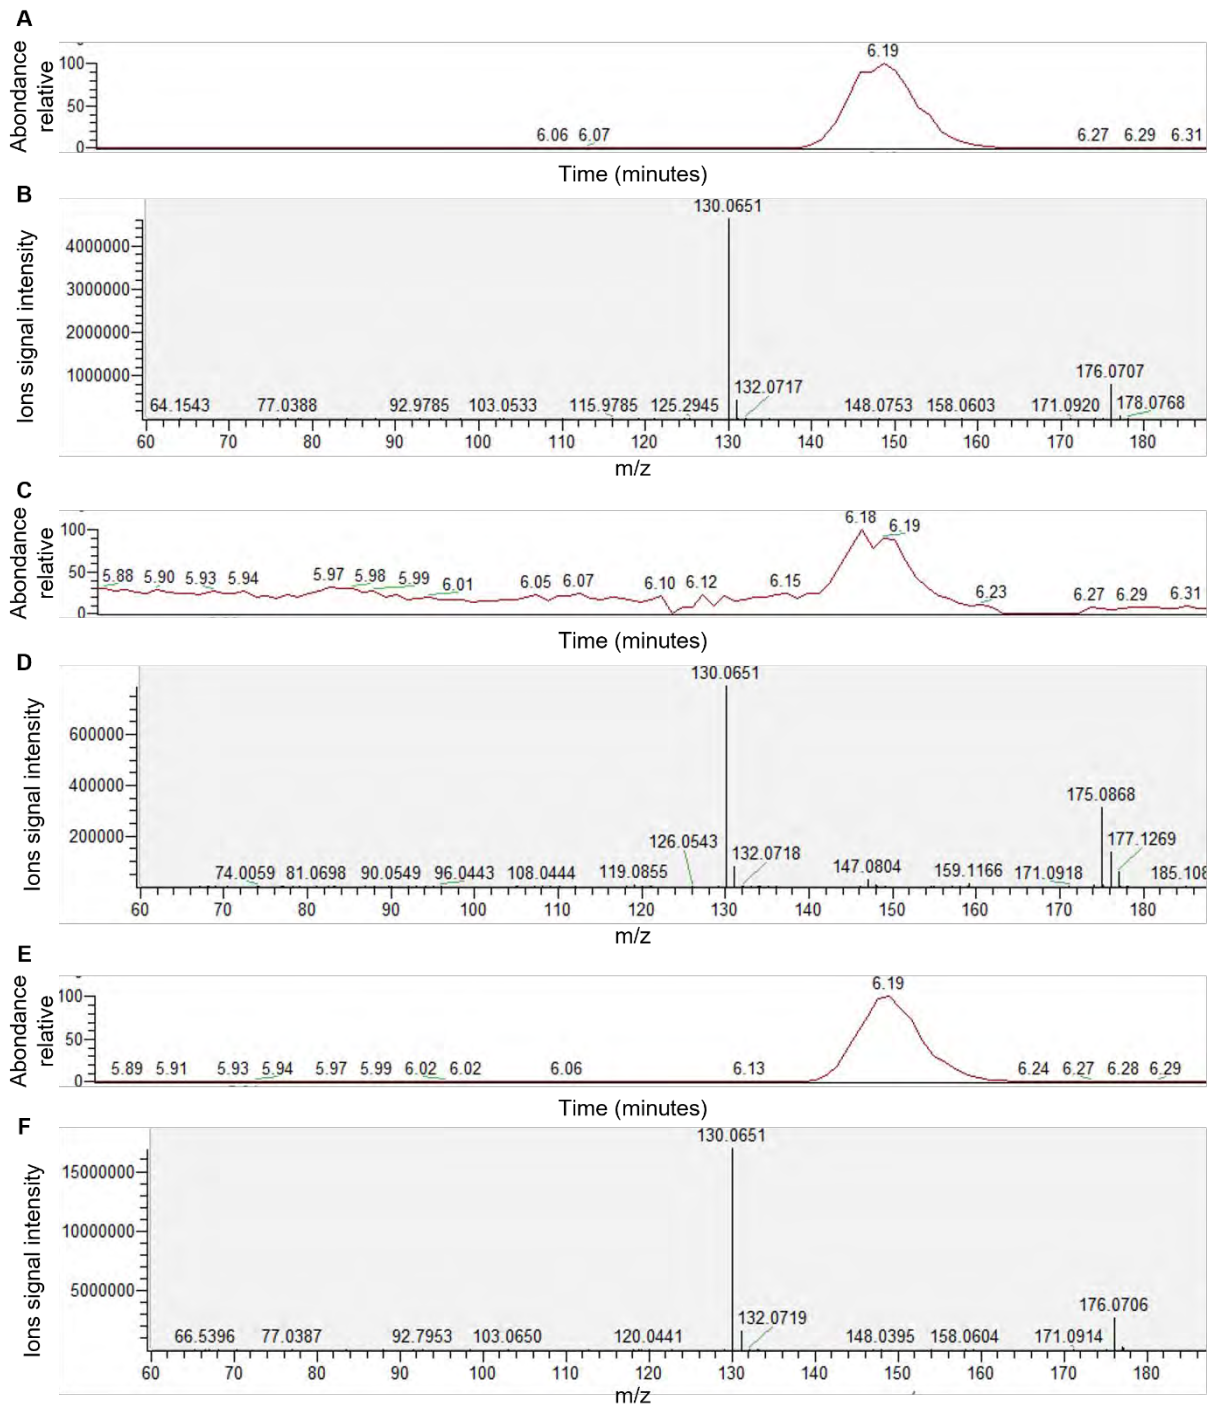 A
Abondance
relative
100
50
0
6.19
6.06 6.07
6.27 6.29 6.31
Time (minutes)
B
Ions signal intensity
130.0651
4000000
3000000
2000000
1000000
176.0707
132.0717
64.1543 77.0388 92.9785 103.0533 115.9785 125.2945 148.0753 158.0603 171.0920 178.0768
60 70 80 90 100 110 120 130 140 150 160 170 180
m/z
C
Abondance
relative
100
50
0
6.18
6.19
5.88 5.90 5.93 5.94 5.97 5.98 5.99 6.01 6.05 6.07 6.10 6.12 6.15 6.23 6.27 6.29 6.31
Time (minutes)
D
Ions signal intensity
130.0651
600000
400000
200000
175.0868
126.0543
132.0718
177.1269
74.0059 81.0698 90.0549 96.0443 108.0444 119.0855 147.0804 159.1166 171.0918 185.108
60 70 80 90 100 110 120 130 140 150 160 170 180
m/z
E
Abondance
relative
100
50
0
6.19
5.89 5.91 5.93 5.94 5.97 5.99 6.02 6.02 6.06 6.13 6.24 6.27 6.28 6.29
Time (minutes)
F
Ions signal intensity
130.0651
15000000
10000000
5000000
176.0706
132.0719
66.5396 77.0387 92.7953 103.0650 120.0441 148.0395 158.0604 171.0914
60 70 80 90 100 110 120 130 140 150 160 170 180
m/z